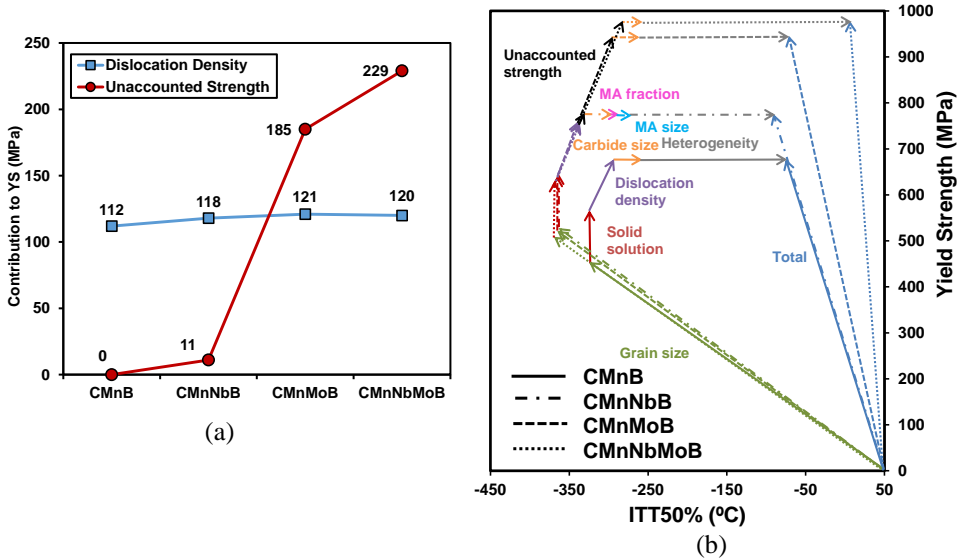 250
200
150
100
50
0
Contribution to YS (MPa)
Dislocation Density
Unaccounted Strength
229
185
112
118
121
120
0
11
CMnB
CMnNbB
CMnMoB
CMnNbMoB
(a)
1000
900
800
700
600
500
400
300
200
100
0
Yield Strength (MPa)
Unaccounted
strength
MA fraction
MA size
Carbide size
Heterogeneity
Dislocation
density
Solid
solution
Total
Grain size
CMnB
CMnNbB
CMnMoB
CMnNbMoB
-450
-350
-250
-150
-50
50
ITT50% (ºC)
(b)